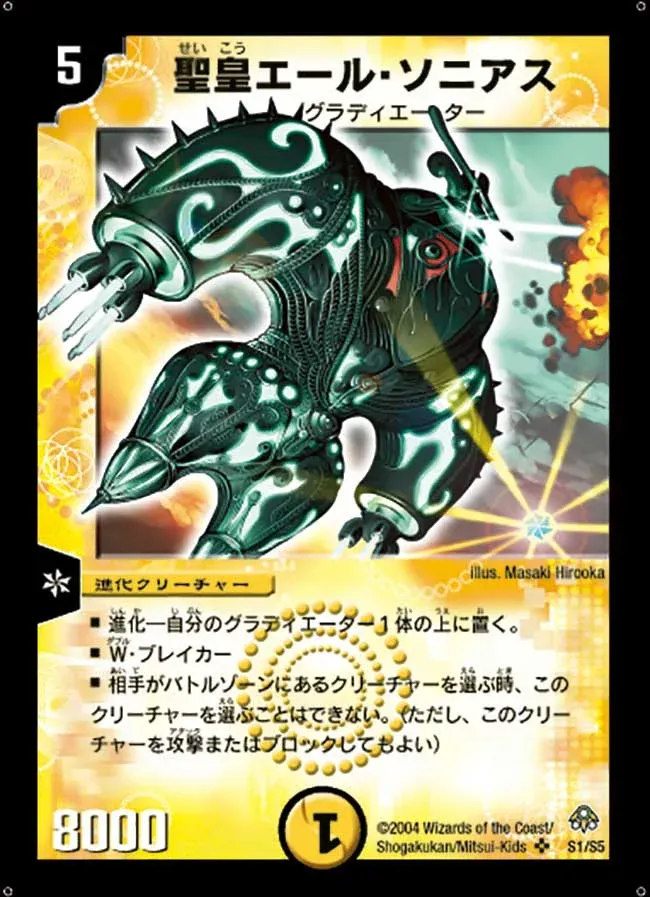 5
せいこう
聖皇エール・ソニアス
グラディエーター
illus. Masaki Hirooka
進化クリーチャー
■ 進化―自分のグラディエーター1体の上に置く。
■ W・ブレイカー
■ 相手がバトルゾーンにあるクリーチャーを選ぶ時、この
クリーチャーを選ぶことはできない。(ただし、このクリー
チャーを攻撃またはブロックしてもよい)
8000
1
©2004 Wizards of the Coast/
Shogakukan/Mitsui-Kids
S1/S5